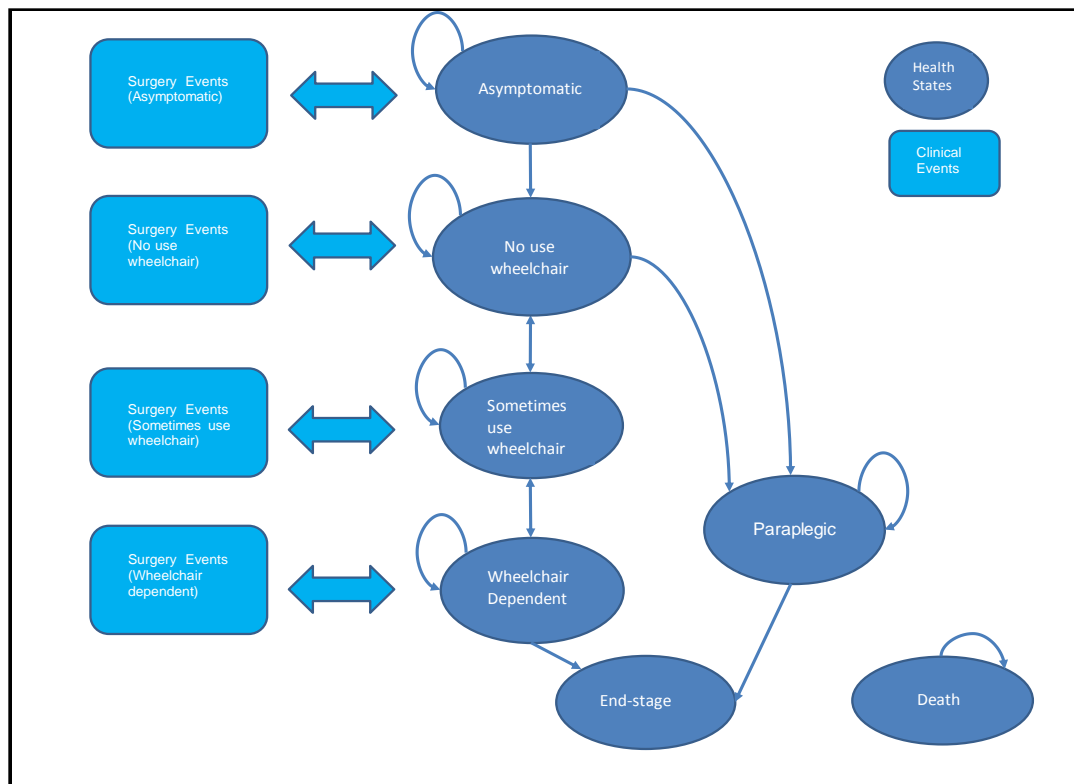 Surgery Events
(Asymptomatic)
Asymptomatic
Health
States
Clinical
Events
Surgery Events
(No use
wheelchair)
No use
wheelchair
Surgery Events
(Sometimes use
wheelchair)
Sometimes
use
wheelchair
Paraplegic
Surgery Events
(Wheelchair
dependent)
Wheelchair
Dependent
End-stage
Death